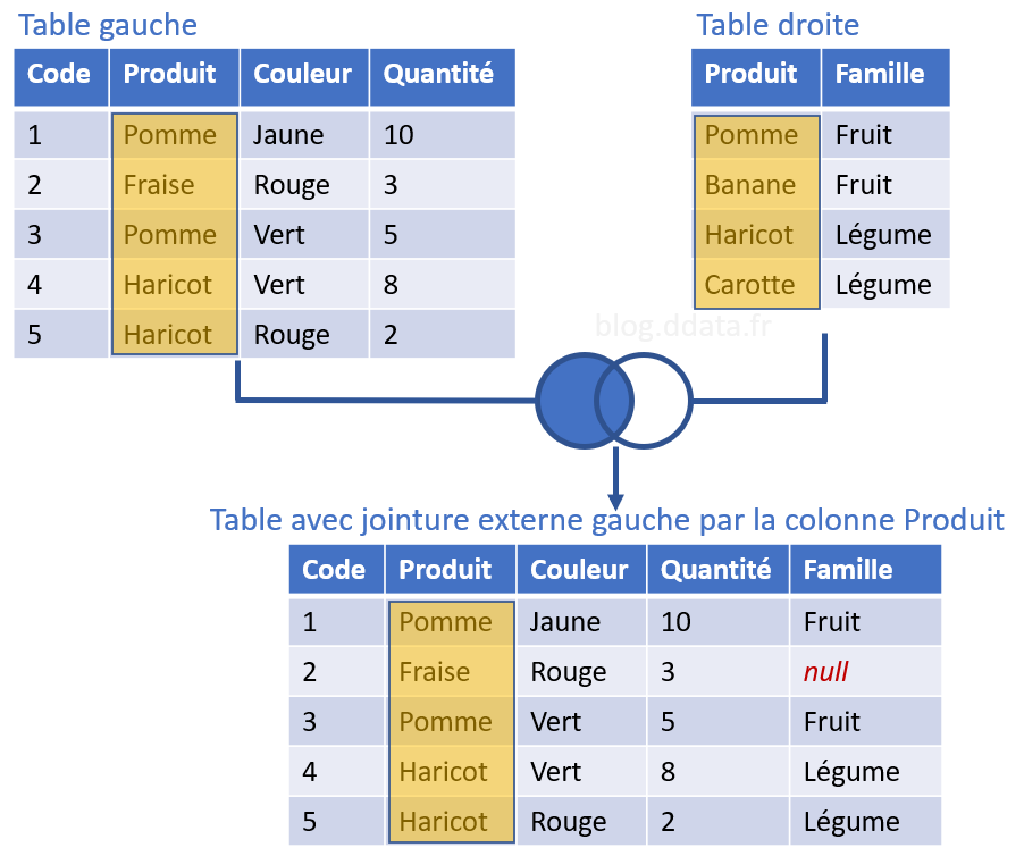 Table gauche
Code Produit Couleur Quantité
1 Pomme Jaune 10
2 Fraise Rouge 3
3 Pomme Vert 5
4 Haricot Vert 8
5 Haricot Rouge 2
Table droite
Produit Famille
Pomme Fruit
Banane Fruit
Haricot Légume
Carotte Légume
blog.ddata.fr
Table avec jointure externe gauche par la colonne Produit
Code Produit Couleur Quantité Famille
1 Pomme Jaune 10 Fruit
2 Fraise Rouge 3 null
3 Pomme Vert 5 Fruit
4 Haricot Vert 8 Légume
5 Haricot Rouge 2 Légume